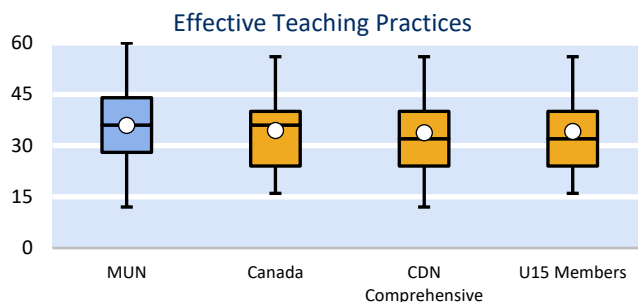 Effective Teaching Practices
60
45
30
15
0
MUN
Canada
CDN
Comprehensive
U15 Members